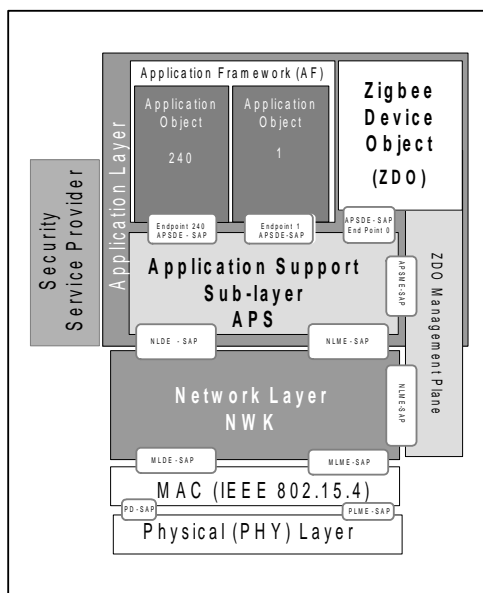 Application Framework (AF)
Application
Object
240
Application
Object
1
Zigbee
Device
Object
(ZDO)
Application Layer
Security
Service Provider
Endpoint 240
APSDE - SAP
Endpoint 1
APSDE-SAP
APSDE-SAP
End Point 0
Application Support
Sub-layer
APS
APSME-SAP
ZDO Management Plane
NLDE - SAP
NLME-SAP
Network Layer
NWK
NLME-SAP
MLDE-SAP
MLME-SAP
MAC (IEEE 802.15.4)
PD-SAP
PLME-SAP
Physical (PHY) Layer